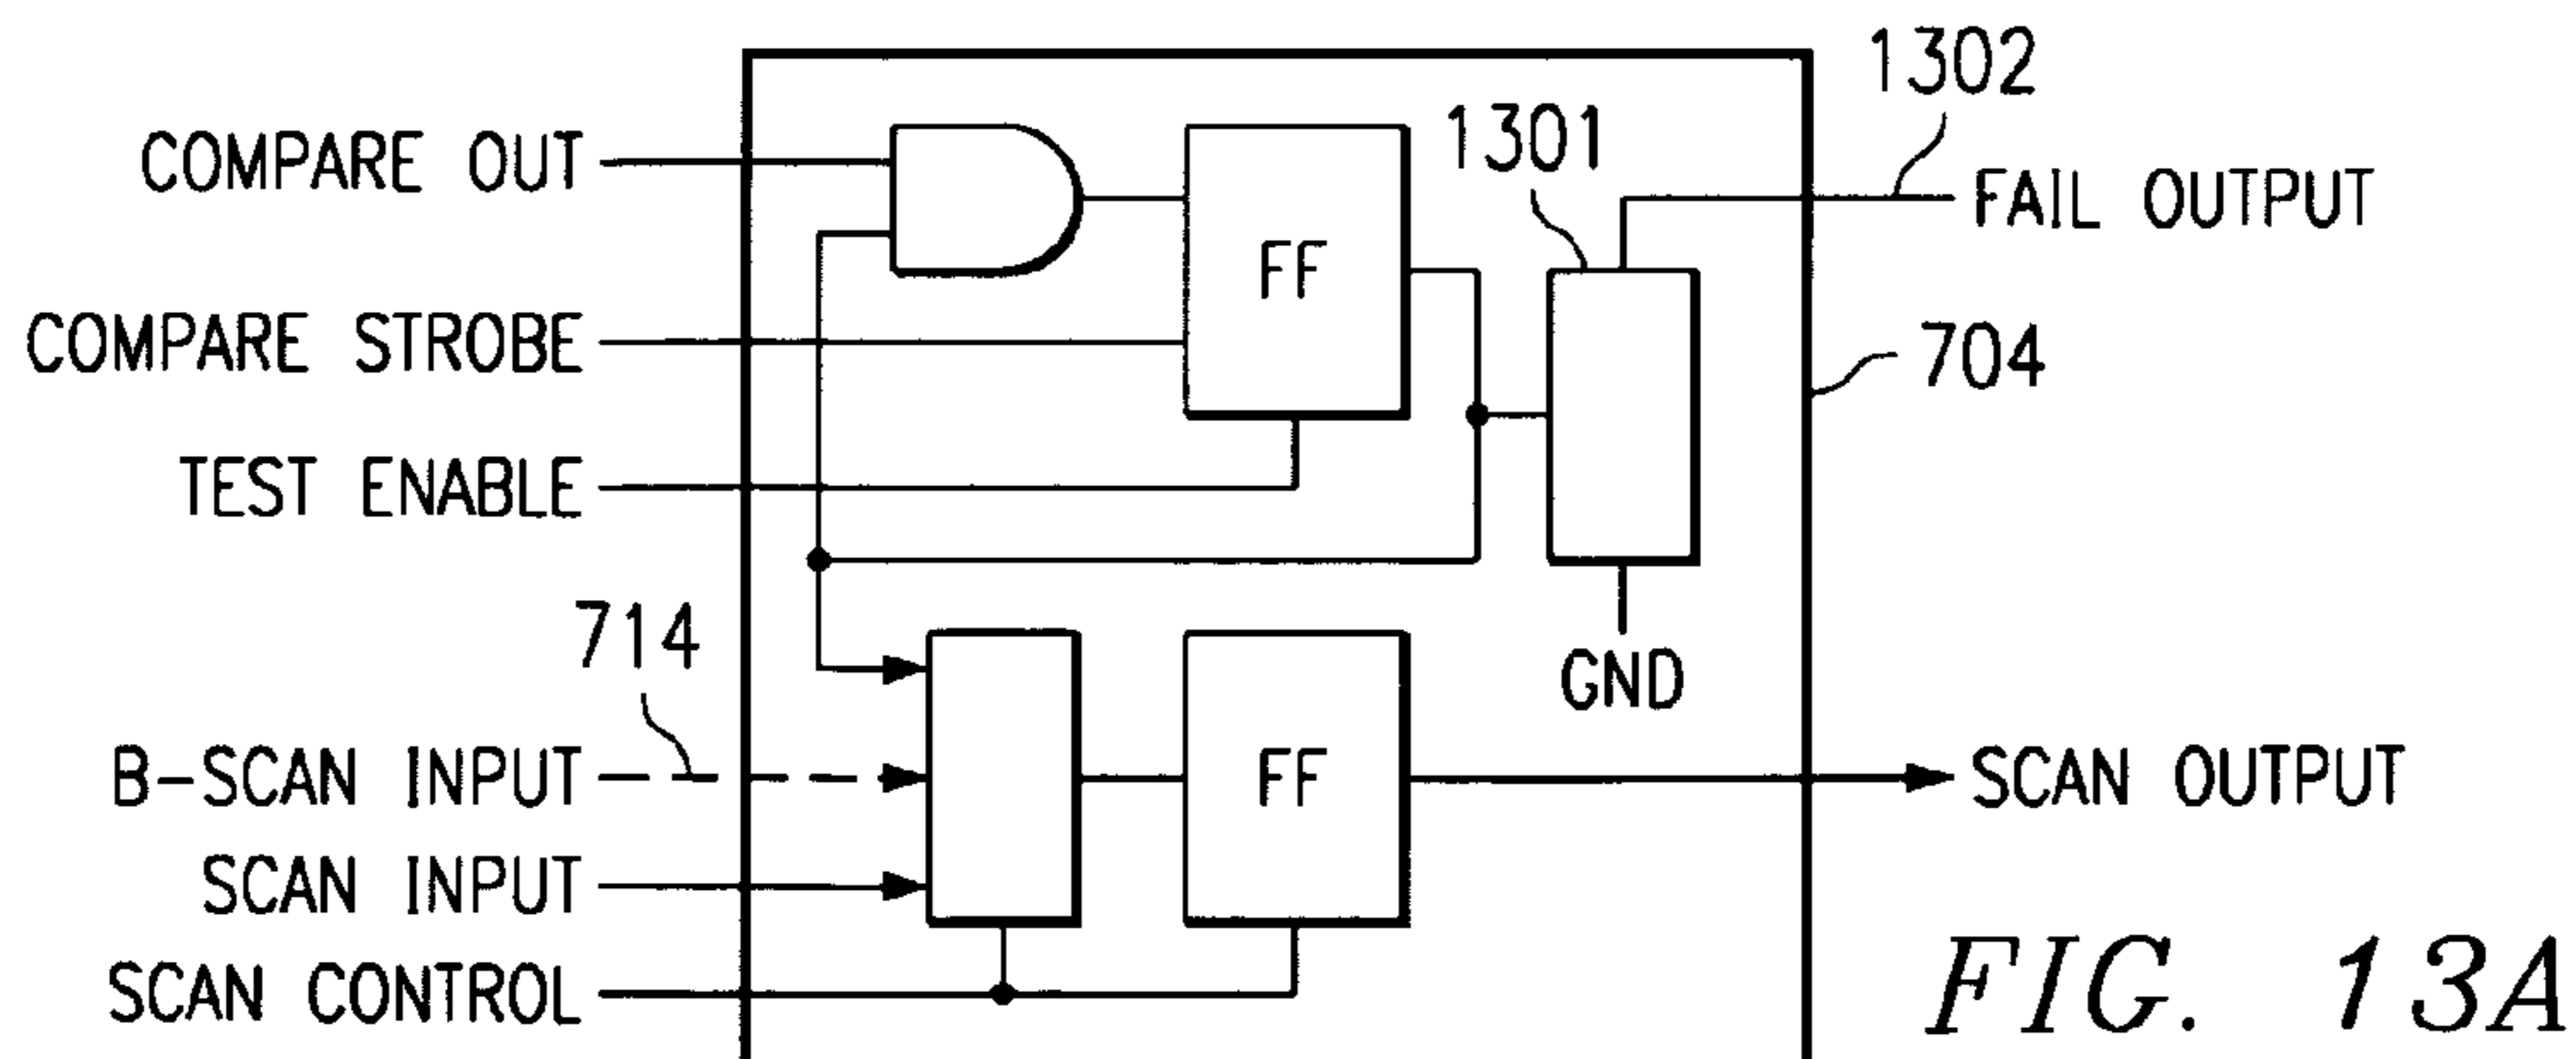 1302
COMPARE OUT
1301
FAIL OUTPUT
FF
COMPARE STROBE
704
TEST ENABLE
714
GND
B-SCAN INPUT
FF
SCAN OUTPUT
SCAN INPUT
SCAN CONTROL
FIG. 13A